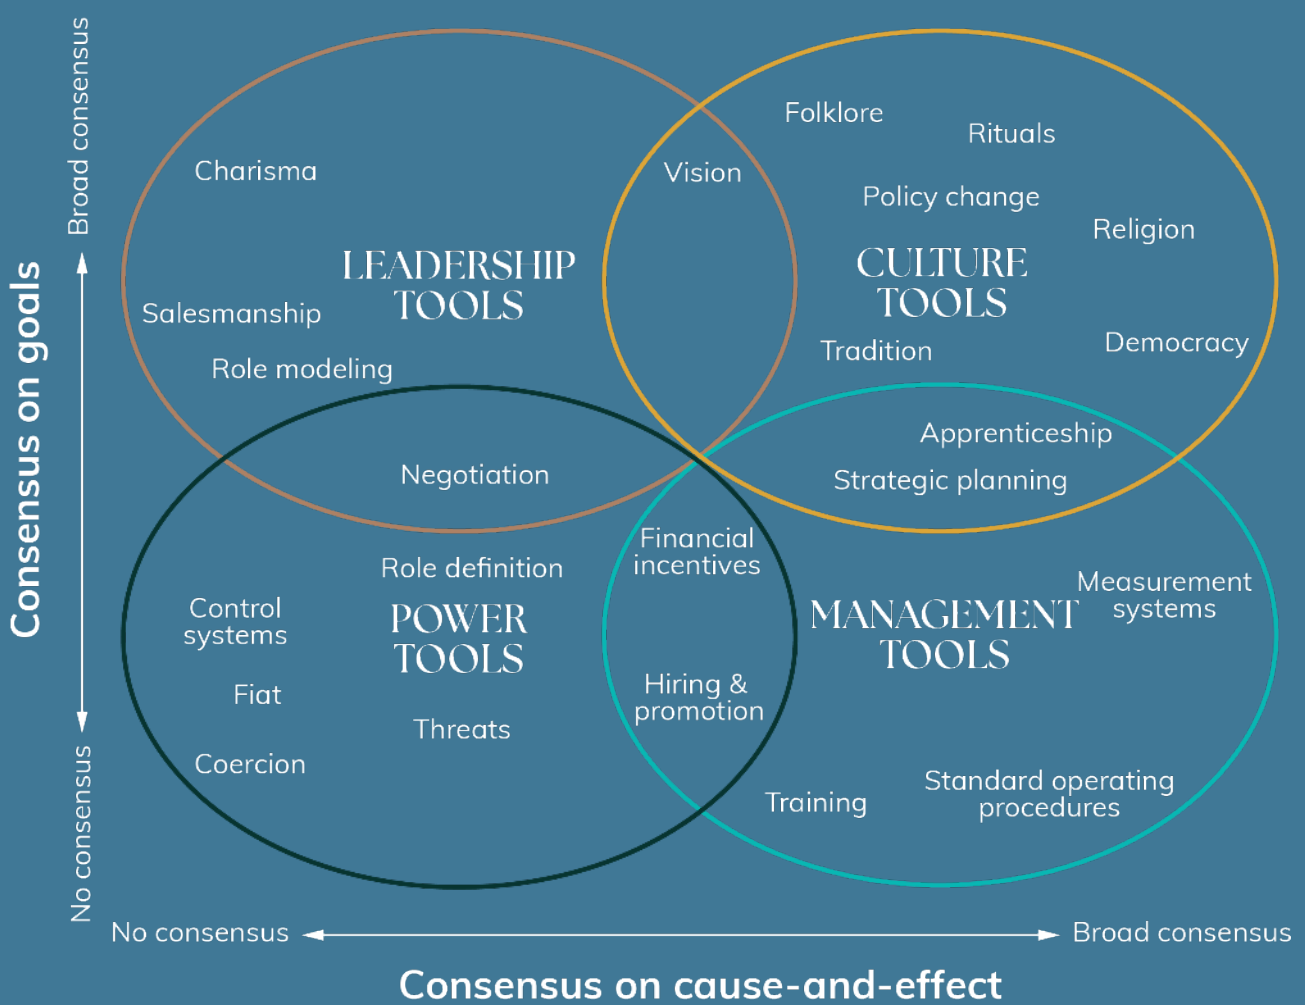 Broad consensus
Consensus on goals
No consensus
Folklore
Rituals
Charisma
Vision
Policy change
Religion
LEADERSHIP
TOOLS
CULTURE
TOOLS
Salesmanship
Role modeling
Tradition
Democracy
Negotiation
Apprenticeship
Strategic planning
Financial
incentives
Role definition
Control
systems
POWER
TOOLS
MANAGEMENT
TOOLS
Measurement
systems
Fiat
Hiring &
promotion
Threats
Coercion
Training
Standard operating
procedures
No consensus
Broad consensus
Consensus on cause-and-effect